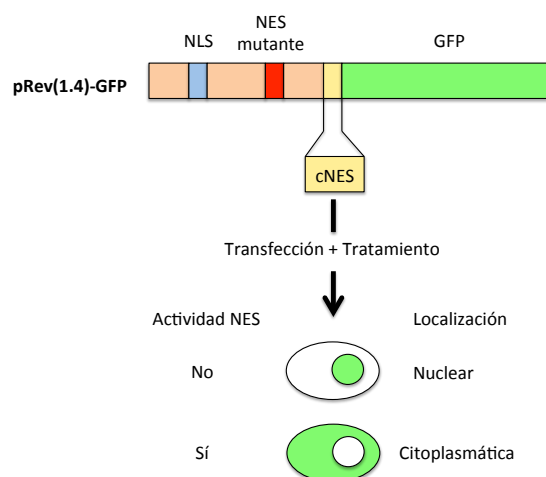 NLS
NES
mutante
GFP
pRev(1.4)-GFP
cNES
Transfección + Tratamiento
Actividad NES
Localización
No
Nuclear
Sí
Citoplasmática